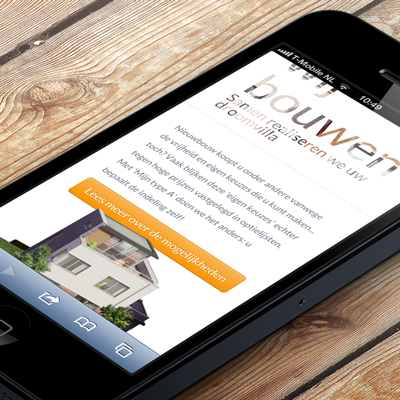 T-Mobile NL
10:49
bouwen
Samen realiseren we uw
droomvilla
Nieuwbouw koopt u onder andere vanwege
de vrijheid en eigen keuzes die u kunt maken..
toch? Vaak blijken deze 'eigen keuzes' echter
tegen hoge prijzen vastgelegd in optielijsten.
Met 'Mijn type A' doen we het anders; u
bepaalt de indeling zelf!
Lees meer over de mogelijkheden